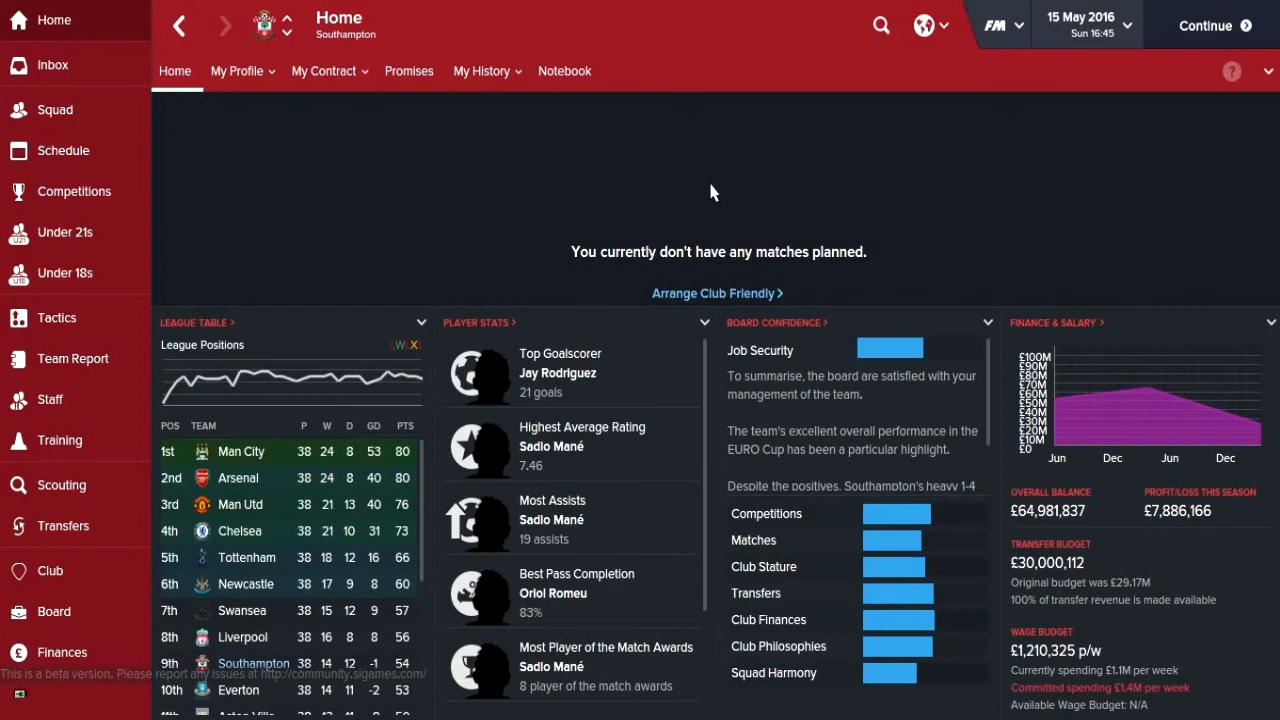 Home
Inbox
Squad
Schedule
Competitions
Under 21s
Under 18s
Tactics
Team Report
Staff
Training
Scouting
Transfers
Club
Board
Finances
Home
Southampton
FM
15 May 2016
Sun 16:45
Continue
Home My Profile My Contract Promises My History Notebook
?
You currently don't have any matches planned.
Arrange Club Friendly >
LEAGUE TABLE >
League Positions
POS TEAM P W D GD PTS
1st Man City 38 24 8 53 80
2nd Arsenal 38 24 8 40 80
3rd Man Utd 38 21 13 40 76
4th Chelsea 38 21 10 31 73
5th Tottenham 38 18 12 16 66
6th Newcastle 38 17 9 8 60
7th Swansea 38 15 12 9 57
8th Liverpool 38 16 8 8 56
9th Southampton 38 14 12 -1 54
10th Everton 38 14 11 -2 53
PLAYER STATS >
Top Goalscorer
Jay Rodriguez
21 goals
Highest Average Rating
Sadio Mané
7.46
Most Assists
Sadio Mané
19 assists
Best Pass Completion
Oriol Romeu
83%
Most Player of the Match Awards
Sadio Mané
8 player of the match awards
BOARD CONFIDENCE >
Job Security
To summarise, the board are satisfied with your
management of the team.
The team's excellent overall performance in the
EURO Cup has been a particular highlight.
Despite the positives, Southampton's heavy 1-4
Competitions
Matches
Club Stature
Transfers
Club Finances
Club Philosophies
Squad Harmony
FINANCE & SALARY >
£100M
£90M
£80M
£70M
£60M
£50M
£40M
£30M
£20M
£10M
£0
Jun Dec Jun Dec
OVERALL BALANCE PROFIT/LOSS THIS SEASON
£64,981,837 £7,886,166
TRANSFER BUDGET
£30,000,112
Original budget was £29.17M
100% of transfer revenue is made available
WAGE BUDGET
£1,210,325 p/w
Currently spending £1.1M per week
Committed spending £1.4M per week
Available Wage Budget: N/A
This is a beta version. Please report any issues at http://community.sigames.com/